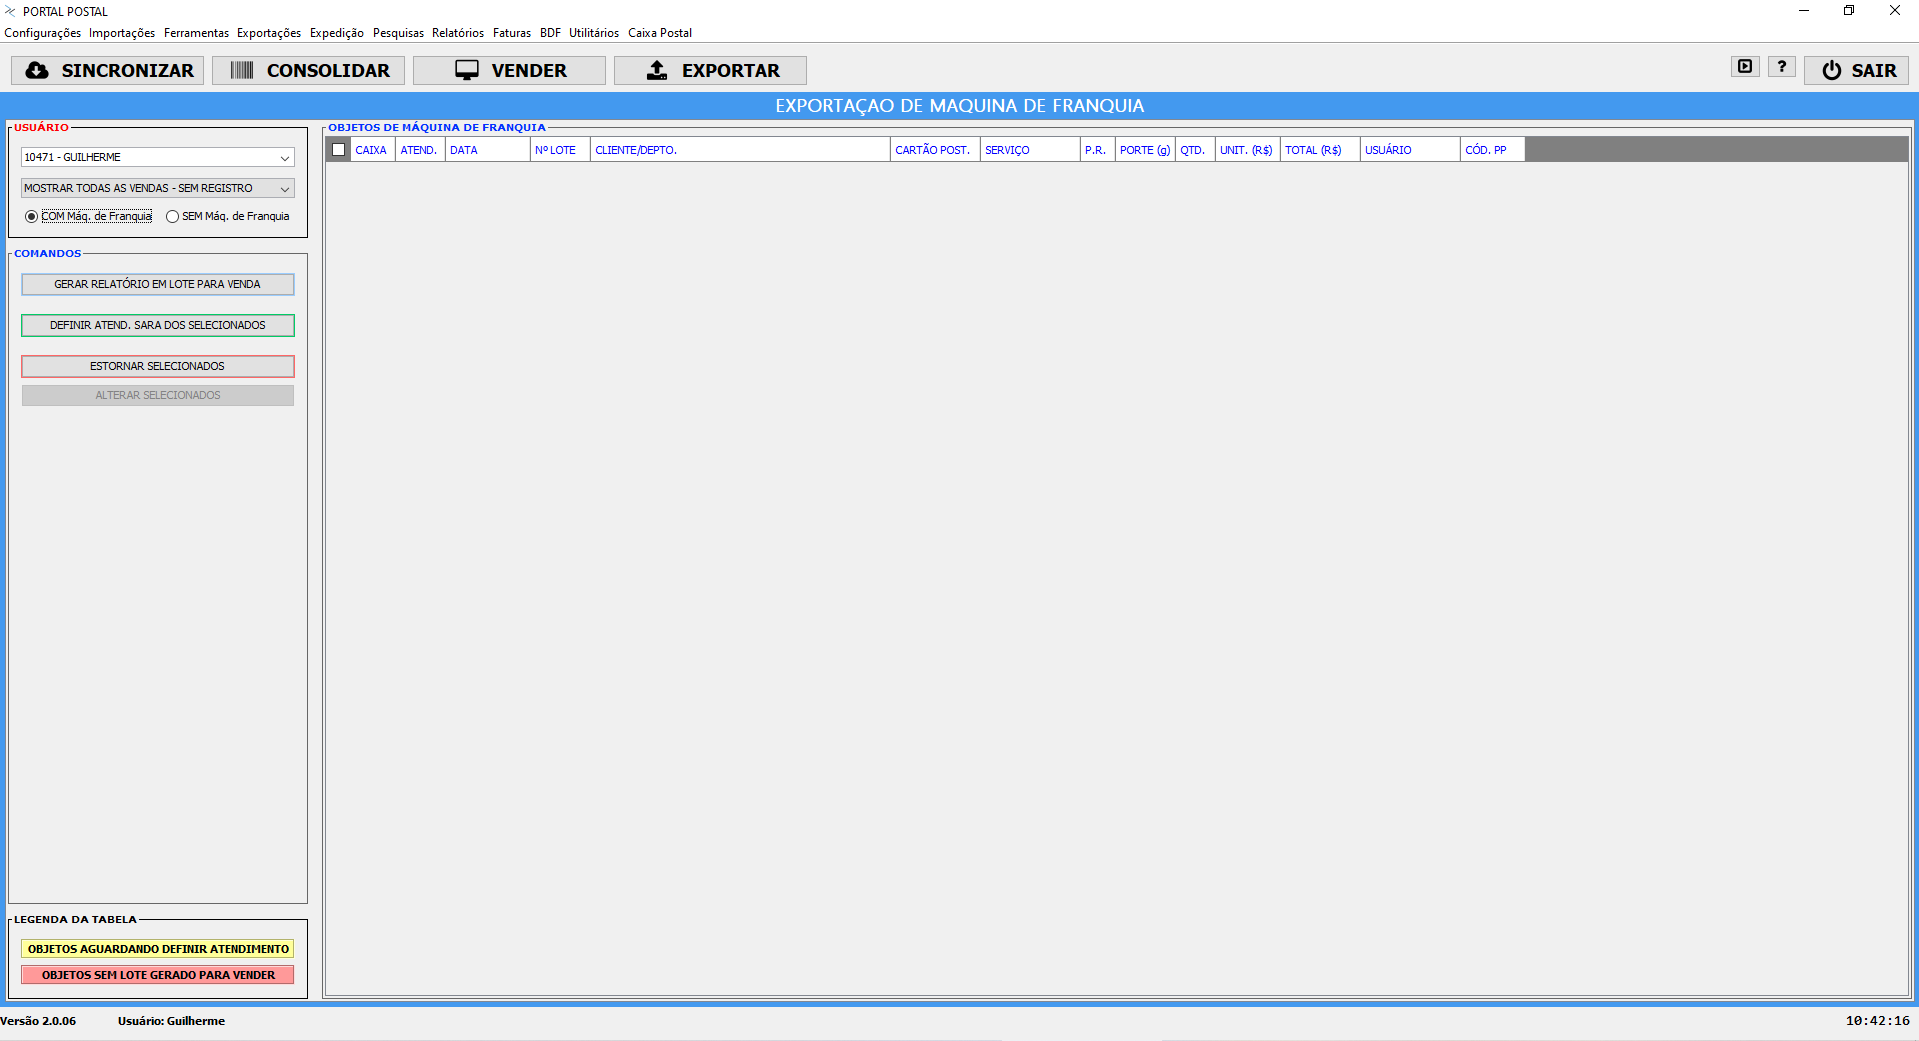 PORTAL POSTAL
Configurações Importações Ferramentas Exportações Expedição Pesquisas Relatórios Faturas BDF Utilitários Caixa Postal
SINCRONIZAR CONSOLIDAR VENDER EXPORTAR ? SAIR
EXPORTAÇAO DE MAQUINA DE FRANQUIA
USUÁRIO
10471 - GUILHERME
MOSTRAR TODAS AS VENDAS - SEM REGISTRO
COM Máq. de Franquia SEM Máq. de Franquia
COMANDOS
GERAR RELATÓRIO EM LOTE PARA VENDA
DEFINIR ATEND. SARA DOS SELECIONADOS
ESTORNAR SELECIONADOS
ALTERAR SELECIONADOS
LEGENDA DA TABELA
OBJETOS AGUARDANDO DEFINIR ATENDIMENTO
OBJETOS SEM LOTE GERADO PARA VENDER
OBJETOS DE MÁQUINA DE FRANQUIA
CAIXA ATEND. DATA Nº LOTE CLIENTE/DEPTO. CARTÃO POST. SERVIÇO P.R. PORTE (g) QTD. UNIT. (R$) TOTAL (R$) USUÁRIO CÓD. PP
Versão 2.0.06 Usuário: Guilherme 10:42:16